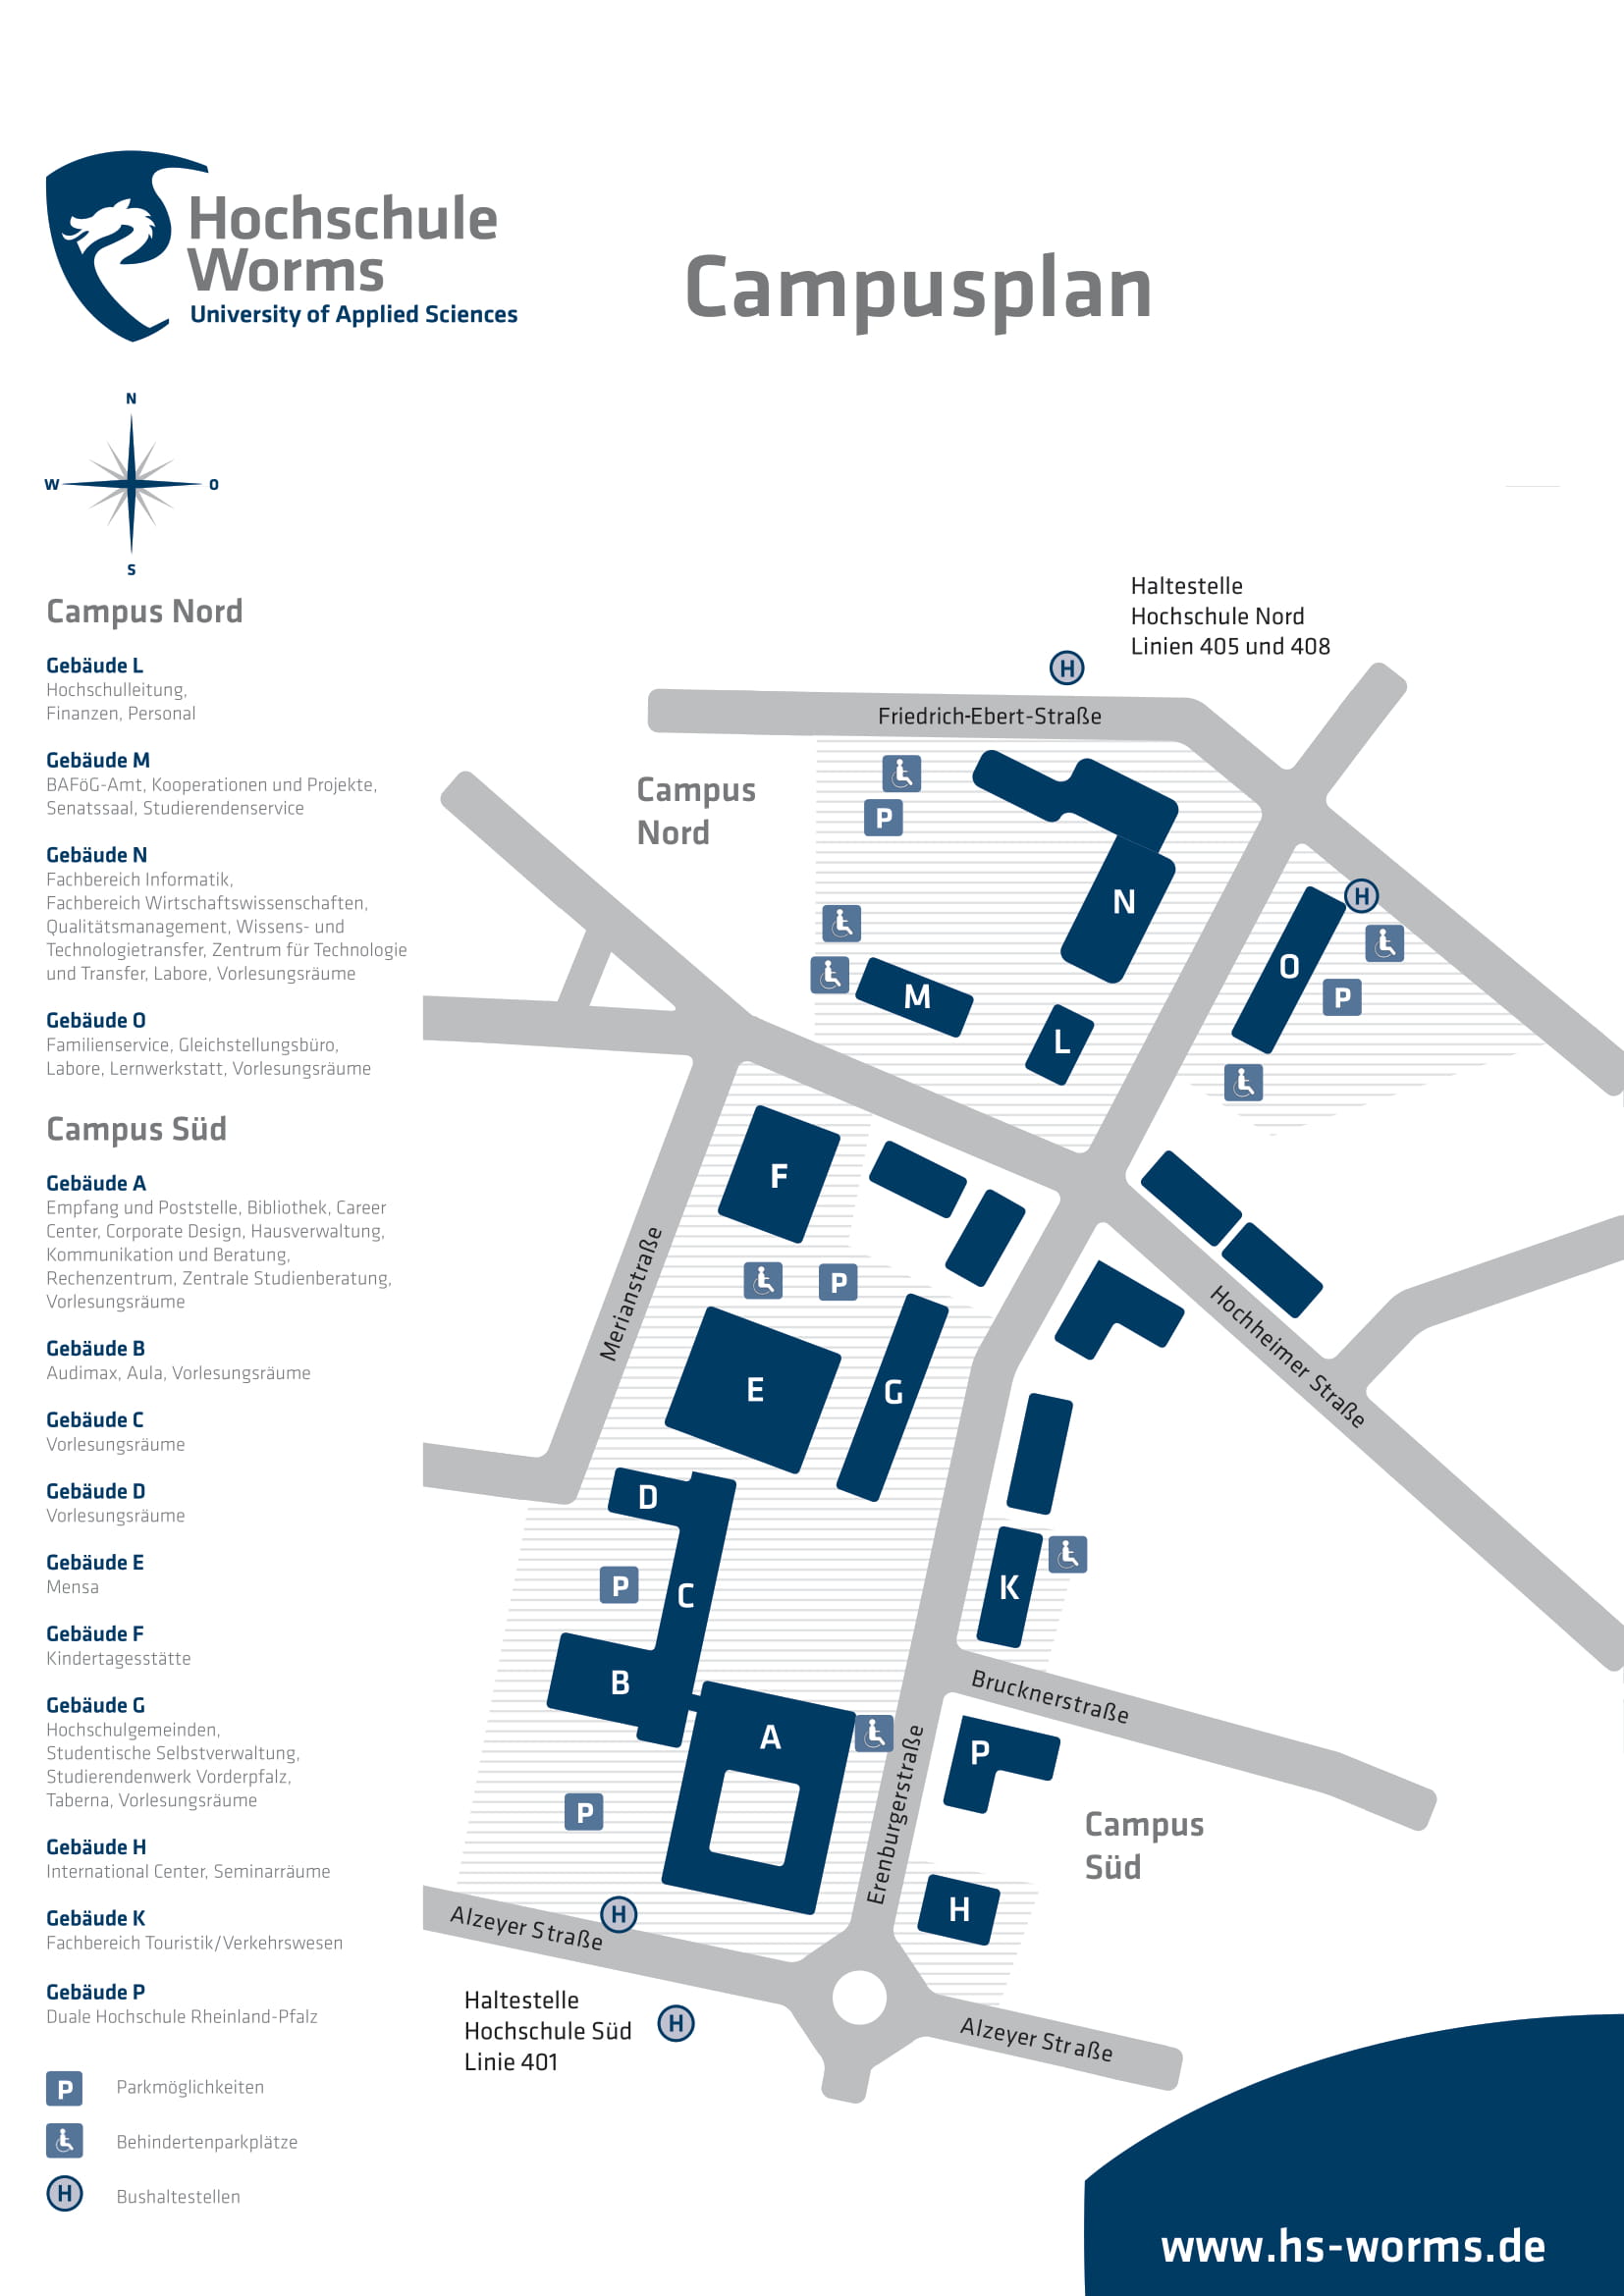 Hochschule
Worms
University of Applied Sciences
Campusplan
N
W
O
S
Campus Nord
Gebäude L
Hochschulleitung,
Finanzen, Personal
Gebäude M
BAFöG-Amt, Kooperationen und Projekte,
Senatssaal, Studierendenservice
Gebäude N
Fachbereich Informatik,
Fachbereich Wirtschaftswissenschaften,
Qualitätsmanagement, Wissens- und
Technologietransfer, Zentrum für Technologie
und Transfer, Labore, Vorlesungsräume
Gebäude O
Familienservice, Gleichstellungsbüro,
Labore, Lernwerkstatt, Vorlesungsräume
Campus Süd
Gebäude A
Empfang und Poststelle, Bibliothek, Career
Center, Corporate Design, Hausverwaltung,
Kommunikation und Beratung,
Rechenzentrum, Zentrale Studienberatung,
Vorlesungsräume
Gebäude B
Audimax, Aula, Vorlesungsräume
Gebäude C
Vorlesungsräume
Gebäude D
Vorlesungsräume
Gebäude E
Mensa
Gebäude F
Kindertagesstätte
Gebäude G
Hochschulgemeinden,
Studentische Selbstverwaltung,
Studierendenwerk Vorderpfalz,
Taberna, Vorlesungsräume
Gebäude H
International Center, Seminarräume
Gebäude K
Fachbereich Touristik/Verkehrswesen
Gebäude P
Duale Hochschule Rheinland-Pfalz
P Parkmöglichkeiten
Behindertenparkplätze
H Bushaltestellen
Haltestelle
Hochschule Nord
Linien 405 und 408
H
Friedrich-Ebert-Straße
Campus
Nord
P
N
H
O
P
M
L
F
P
Merianstraße
E
G
Hochheimer Straße
D
C
P
K
B
A
Brucknerstraße
P
P
Erenburgerstraße
Campus
Süd
H
H
Alzeyer Straße
Haltestelle
Hochschule Süd
Linie 401
H
Alzeyer Straße
www.hs-worms.de